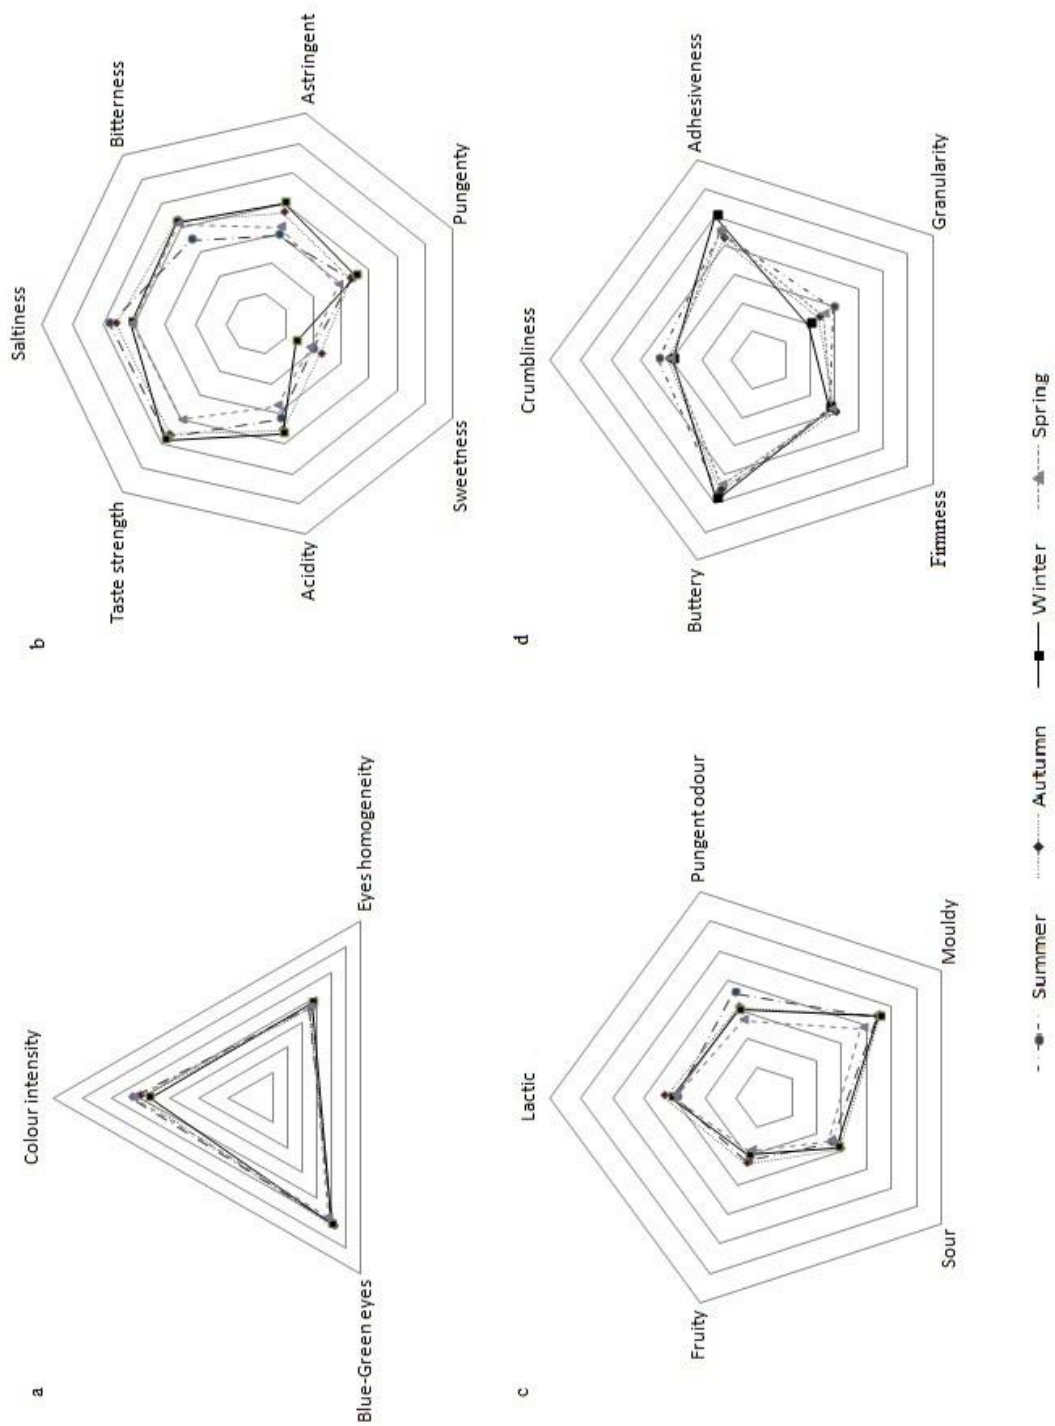 a
Colour intensity
Blue-Green eyes
Eyes homogeneity
b
Saltiness
Taste strength
Bitterness
Acidity
Astringent
Sweetness
Pungenty
c
Lactic
Fruity
Pungent odour
Sour
Mouldy
d
Crumbliness
Buttery
Adhesiveness
Firmness
Granularity
Summer Autumn Winter Spring